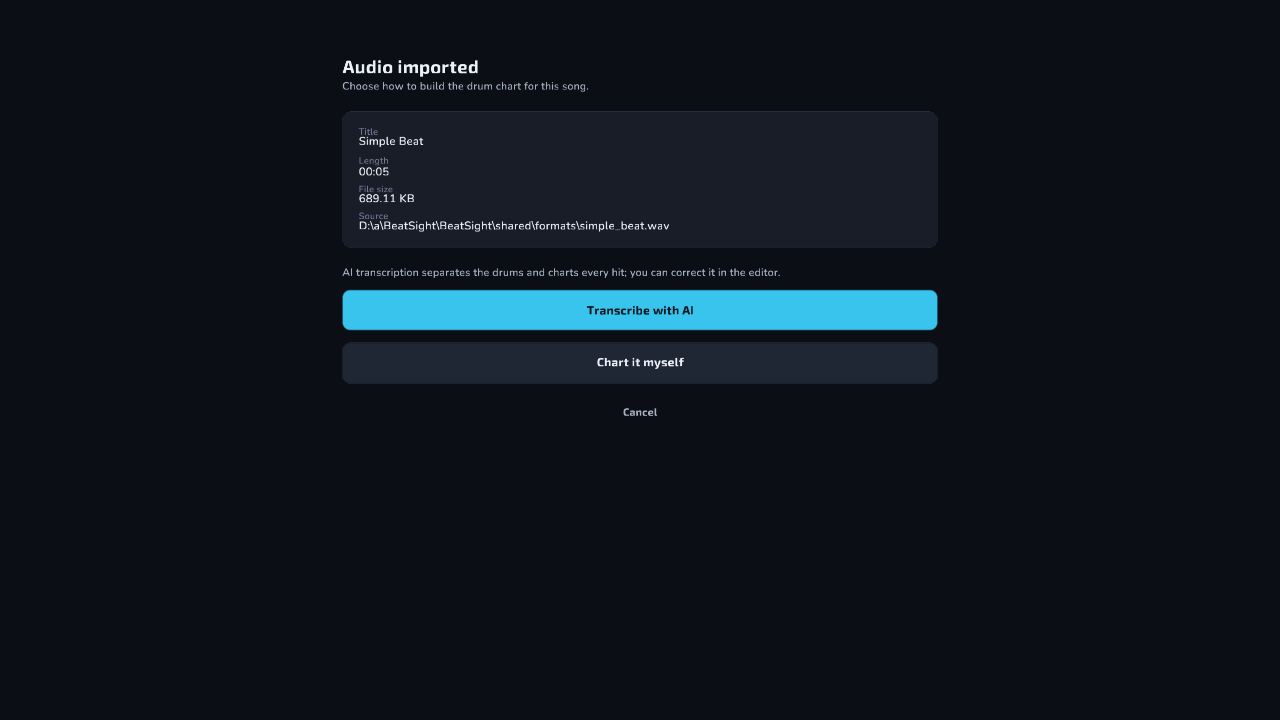 Audio imported
Choose how to build the drum chart for this song.
Title
Simple Beat
Length
00:05
File size
689.11 KB
Source
D:\a\BeatSight\BeatSight\shared\formats\simple_beat.wav
AI transcription separates the drums and charts every hit; you can correct it in the editor.
Transcribe with AI
Chart it myself
Cancel